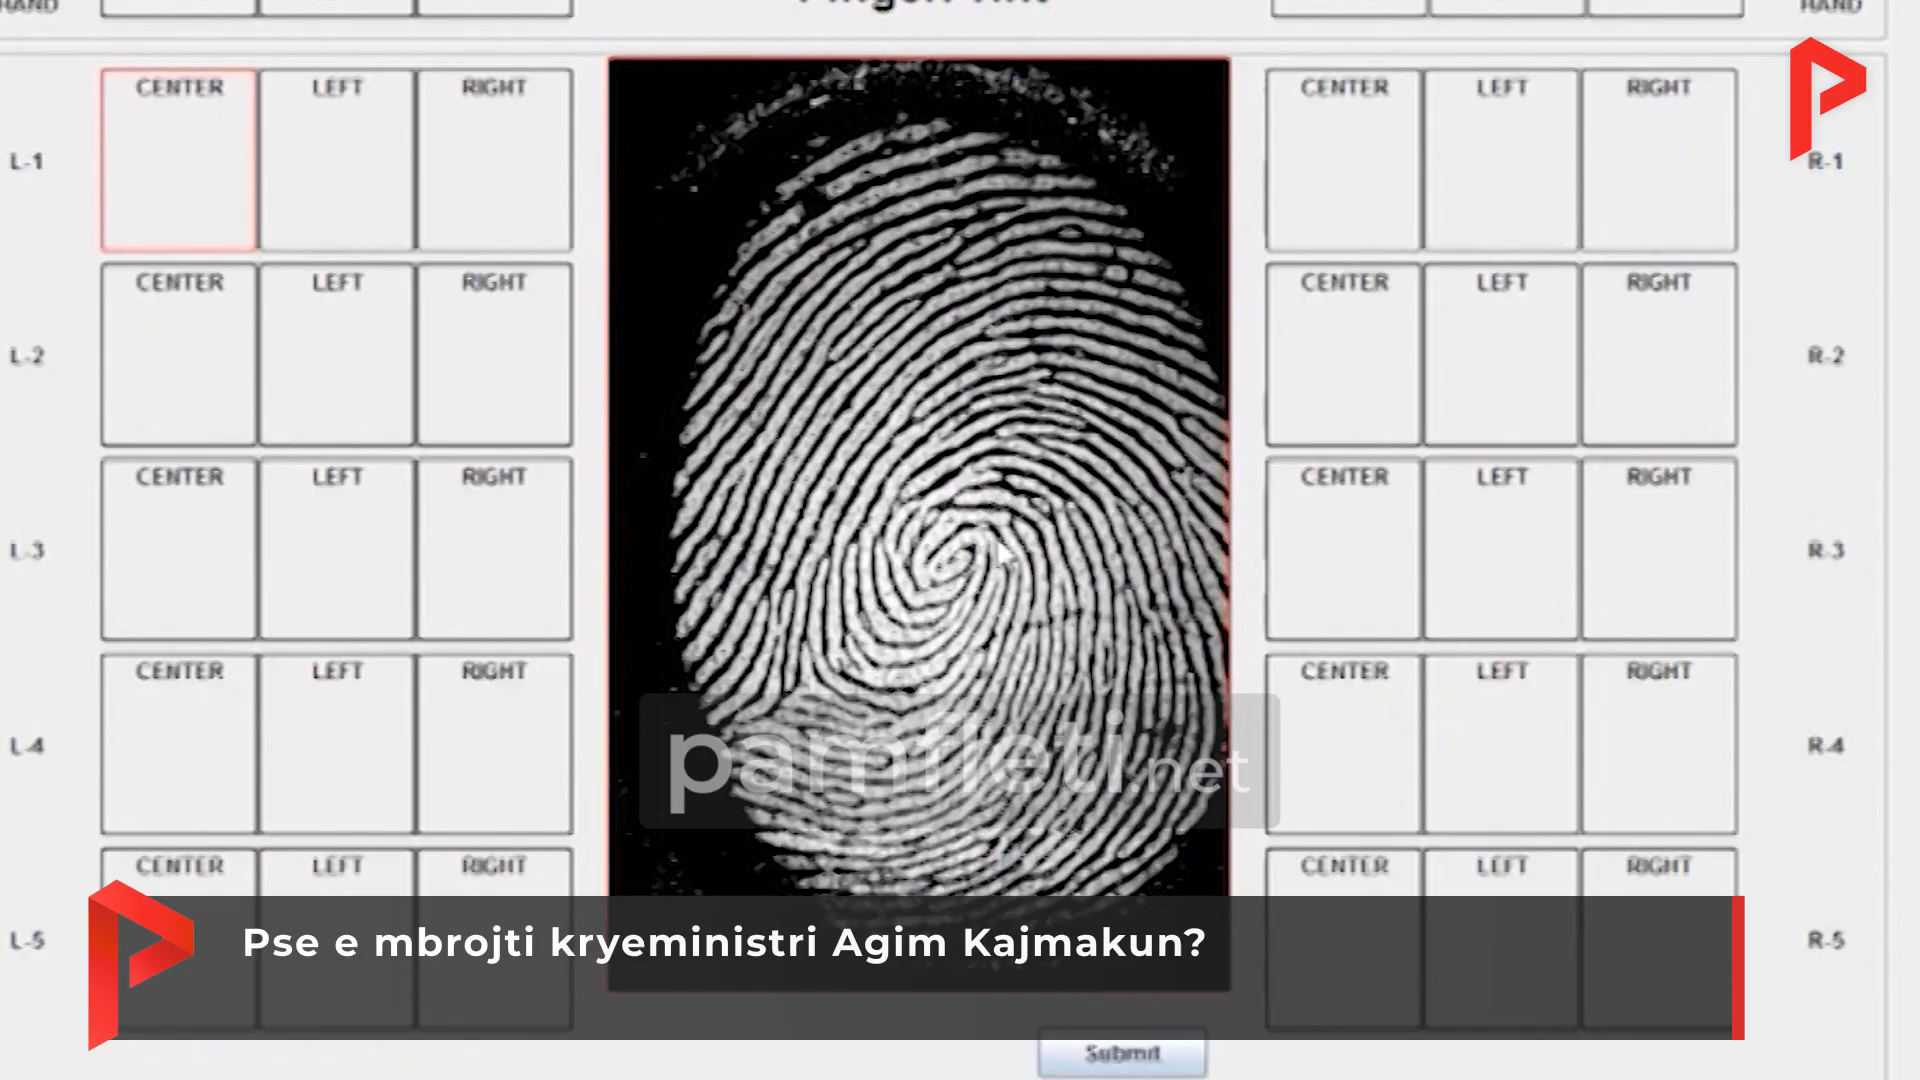 HAND HAND
CENTER LEFT RIGHT CENTER LEFT RIGHT
L-1 R-1
CENTER LEFT RIGHT CENTER LEFT RIGHT
L-2 R-2
CENTER LEFT RIGHT CENTER LEFT RIGHT
L-3 R-3
CENTER LEFT RIGHT CENTER LEFT RIGHT
L-4 R-4
pamfleti.net
CENTER LEFT RIGHT CENTER LEFT RIGHT
L-5 R-5
Pse e mbrojti kryeministri Agim Kajmakun?
Submit